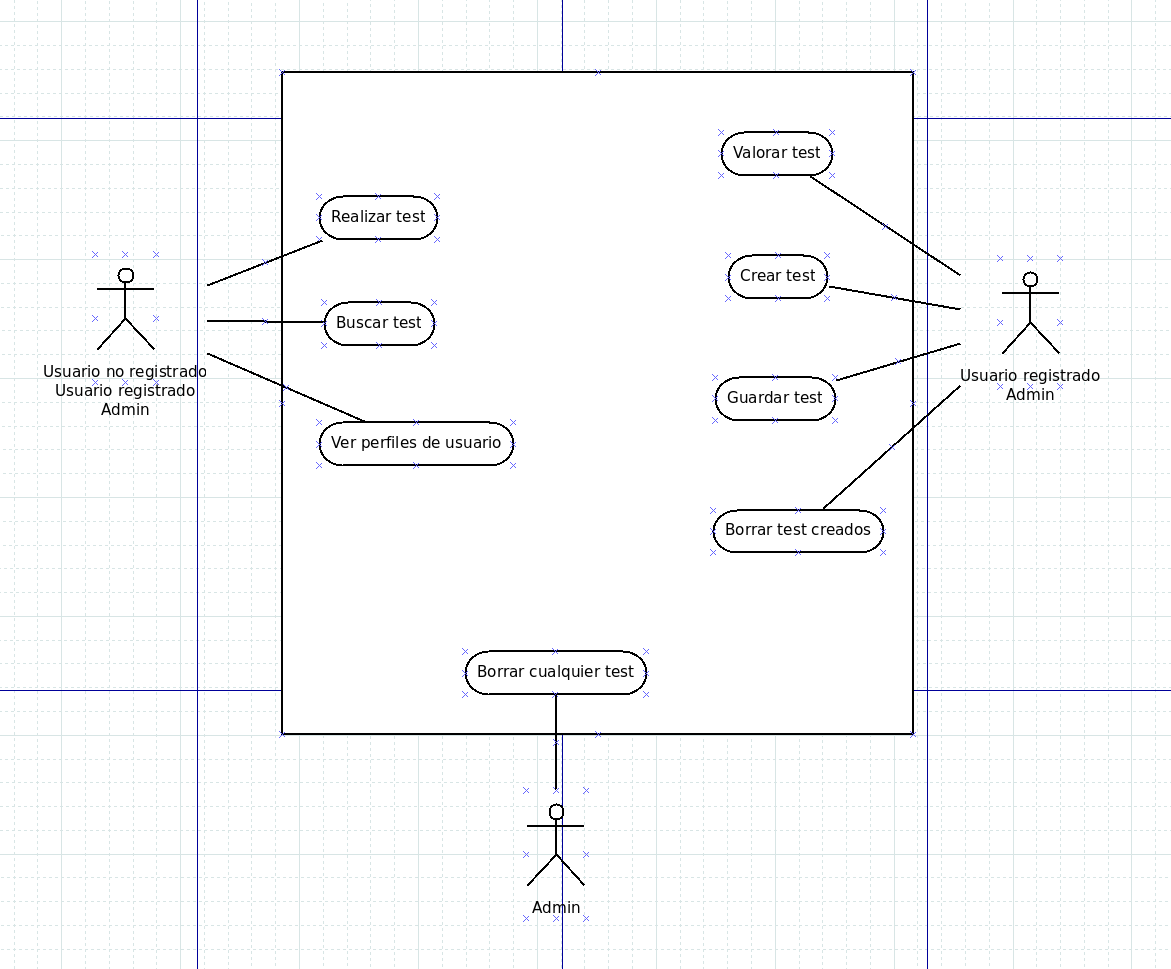 Valorar test
Realizar test
Crear test
Buscar test
Usuario no registrado
Usuario registrado
Admin
Usuario registrado
Admin
Guardar test
Ver perfiles de usuario
Borrar test creados
Borrar cualquier test
Admin